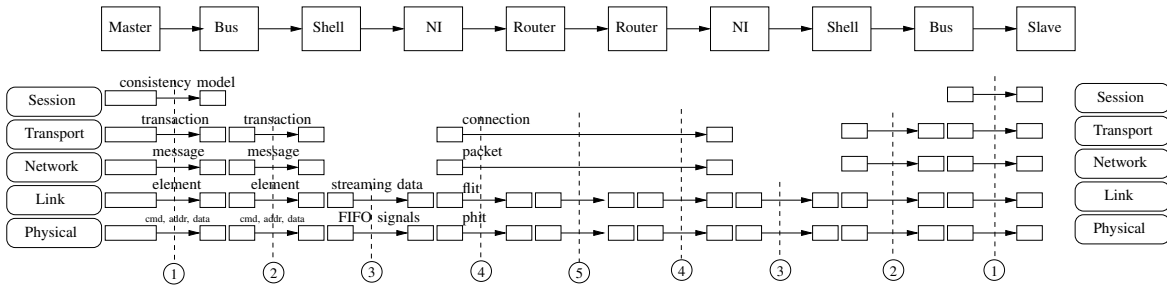 Master Bus Shell NI Router Router NI Shell Bus Slave
consistency model
Session Session
transaction transaction connection
Transport Transport
message message packet
Network Network
element element streaming data flit
Link Link
cmd, addr, data cmd, addr, data FIFO signals phit
Physical Physical
1 2 3 4 5 4 3 2 1